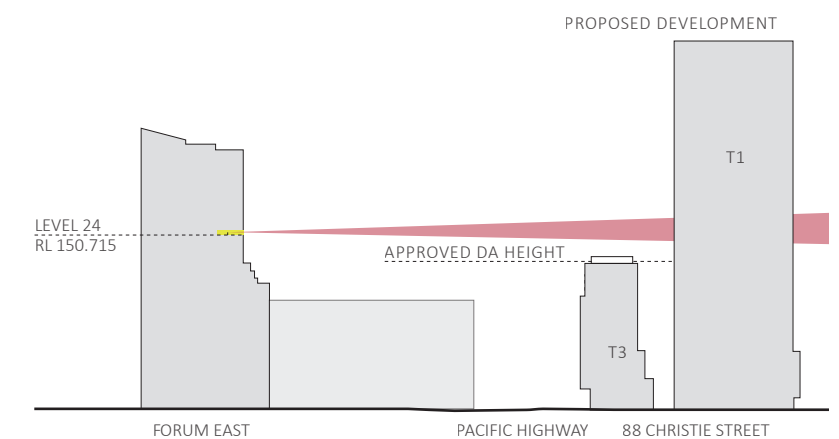 PROPOSED DEVELOPMENT
T1
LEVEL 24
RL 150.715
APPROVED DA HEIGHT
T3
FORUM EAST
PACIFIC HIGHWAY
88 CHRISTIE STREET